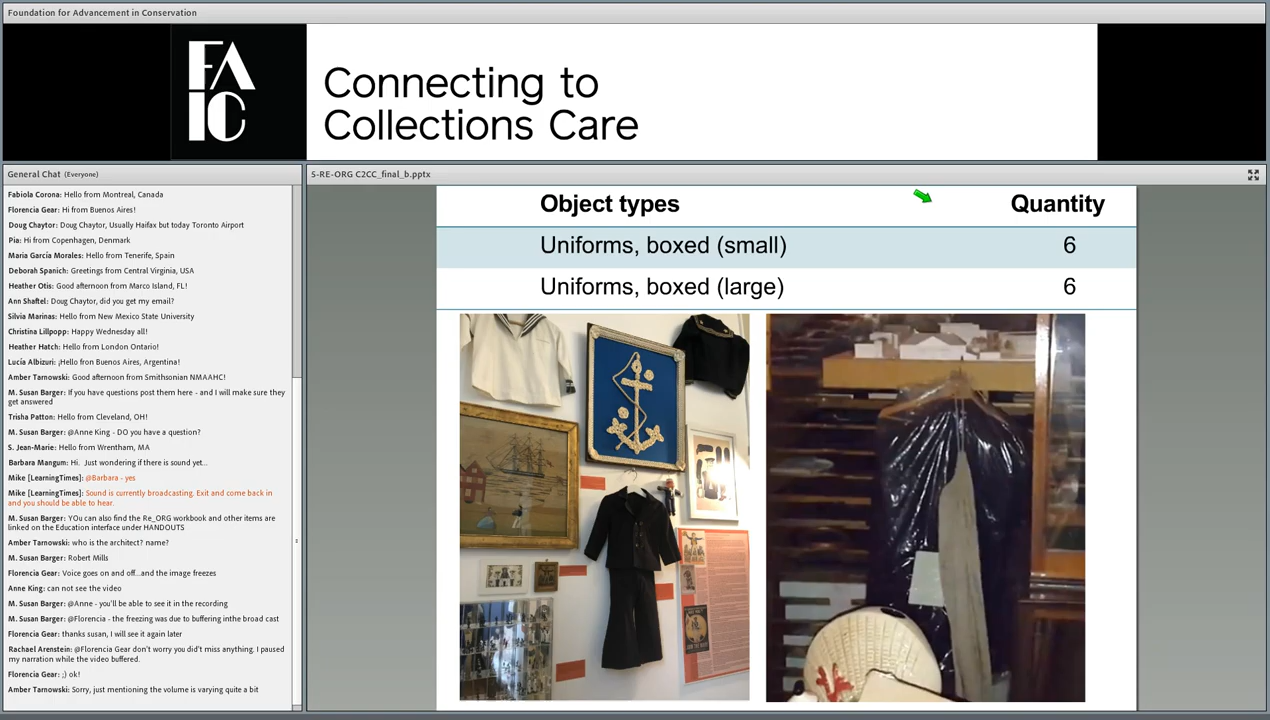 Foundation for Advancement in Conservation
FA
IC
Connecting to
Collections Care
General Chat (Everyone)
Fabiola Corona: Hello from Montreal, Canada
Florencia Gear: Hi from Buenos Aires!
Doug Chaytor: Doug Chaytor, Usually Haifax but today Toronto Airport
Pia: Hi from Copenhagen, Denmark
Maria García Morales: Hello from Tenerife, Spain
Deborah Spanich: Greetings from Central Virginia, USA
Heather Otis: Good afternoon from Marco Island, FL!
Ann Shaftel: Doug Chaytor, did you get my email?
Silvia Marinas: Hello from New Mexico State University
Christina Lillpopp: Happy Wednesday all!
Heather Hatch: Hello from London Ontario!
Lucía Albizuri: ¡Hello fron Buenos Aires, Argentina!
Amber Tarnowski: Good afternoon from Smithsonian NMAAHC!
M. Susan Barger: If you have questions post them here - and I will make sure they
get answered
Trisha Patton: Hello from Cleveland, OH!
M. Susan Barger: @Anne King - DO you have a question?
S. Jean-Marie: Hello from Wrentham, MA
Barbara Mangum: Hi. Just wondering if there is sound yet...
Mike [LearningTimes]: @Barbara - yes
Mike [LearningTimes]: Sound is currently broadcasting. Exit and come back in
and you should be able to hear.
M. Susan Barger: YOu can also find the Re_ORG workbook and other items are
linked on the Education interface under HANDOUTS
Amber Tarnowski: who is the architect? name?
M. Susan Barger: Robert Mills
Florencia Gear: Voice goes on and off...and the image freezes
Anne King: can not see the video
M. Susan Barger: @Anne - you'll be able to see it in the recording
M. Susan Barger: @Florencia - the freezing was due to buffering inthe broad cast
Florencia Gear: thanks susan, I will see it again later
Rachael Arenstein: @Florencia Gear don't worry you did't miss anything. I paused
my narration while the video buffered.
Florencia Gear: ;) ok!
Amber Tarnowski: Sorry, just mentioning the volume is varying quite a bit
5-RE-ORG C2CC_final_b.pptx
Object types Quantity
Uniforms, boxed (small) 6
Uniforms, boxed (large) 6